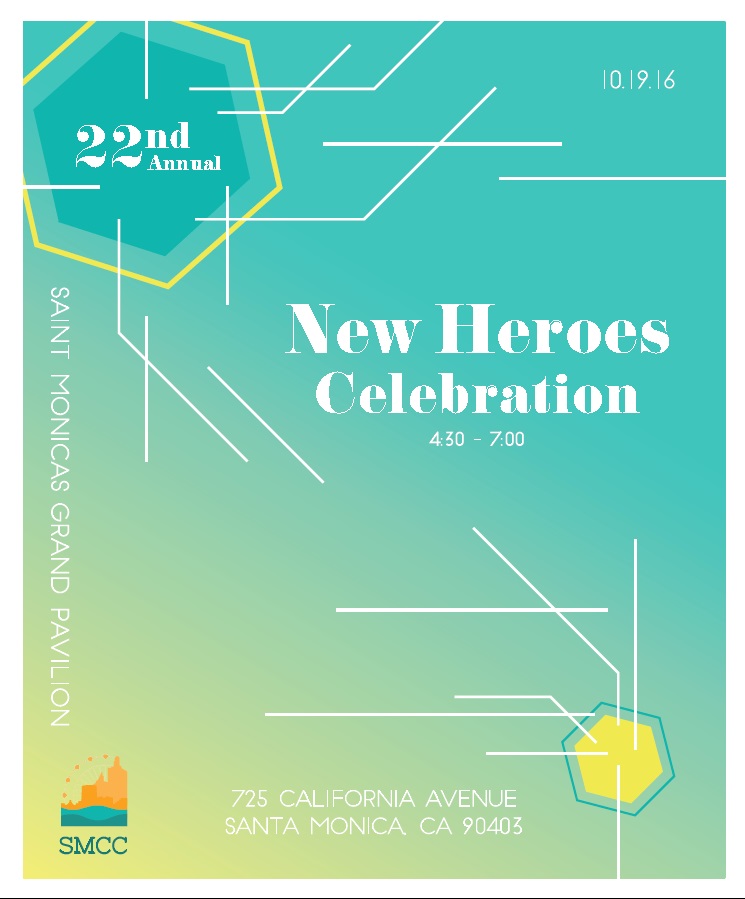 10.19.16
22nd
Annual
New Heroes
Celebration
4:30 - 7:00
SAINT MONICAS GRAND PAVILION
725 CALIFORNIA AVENUE
SANTA MONICA, CA 90403
SMCC